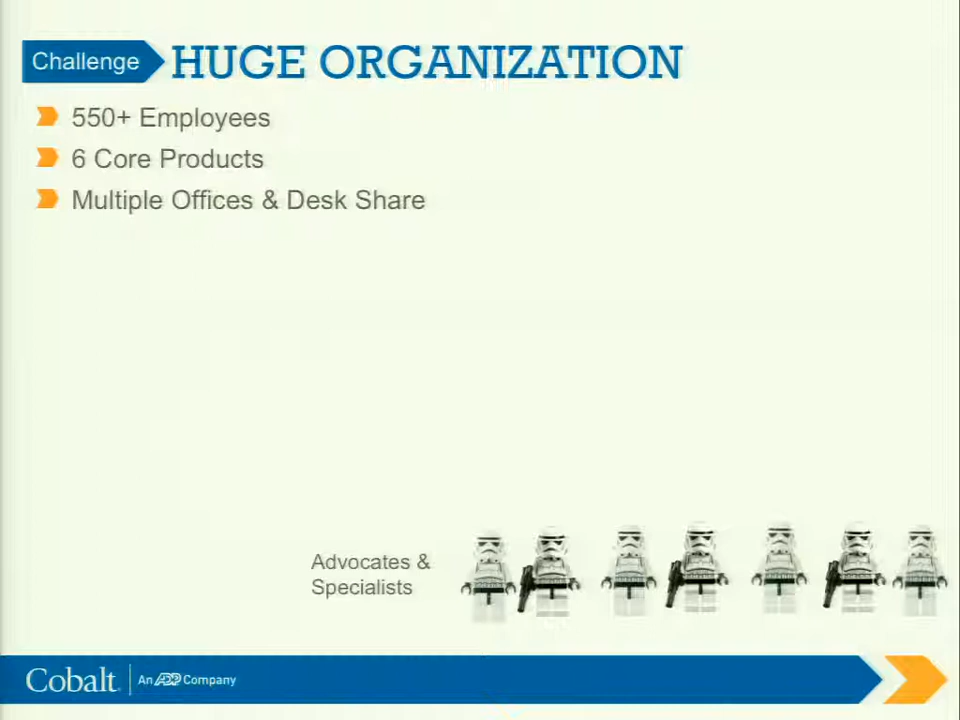 Challenge
HUGE ORGANIZATION
550+ Employees
6 Core Products
Multiple Offices & Desk Share
Advocates &
Specialists
Cobalt An ADP Company